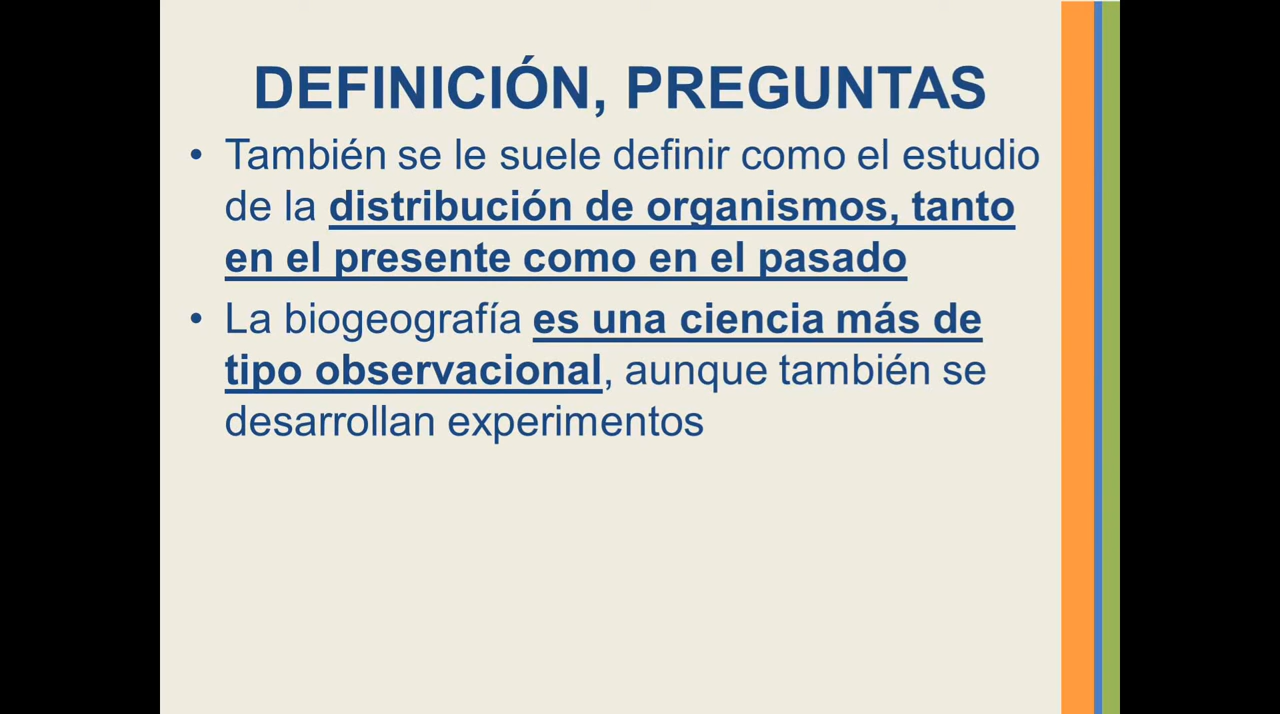 DEFINICIÓN, PREGUNTAS
• También se le suele definir como el estudio
de la distribución de organismos, tanto
en el presente como en el pasado
• La biogeografía es una ciencia más de
tipo observacional, aunque también se
desarrollan experimentos